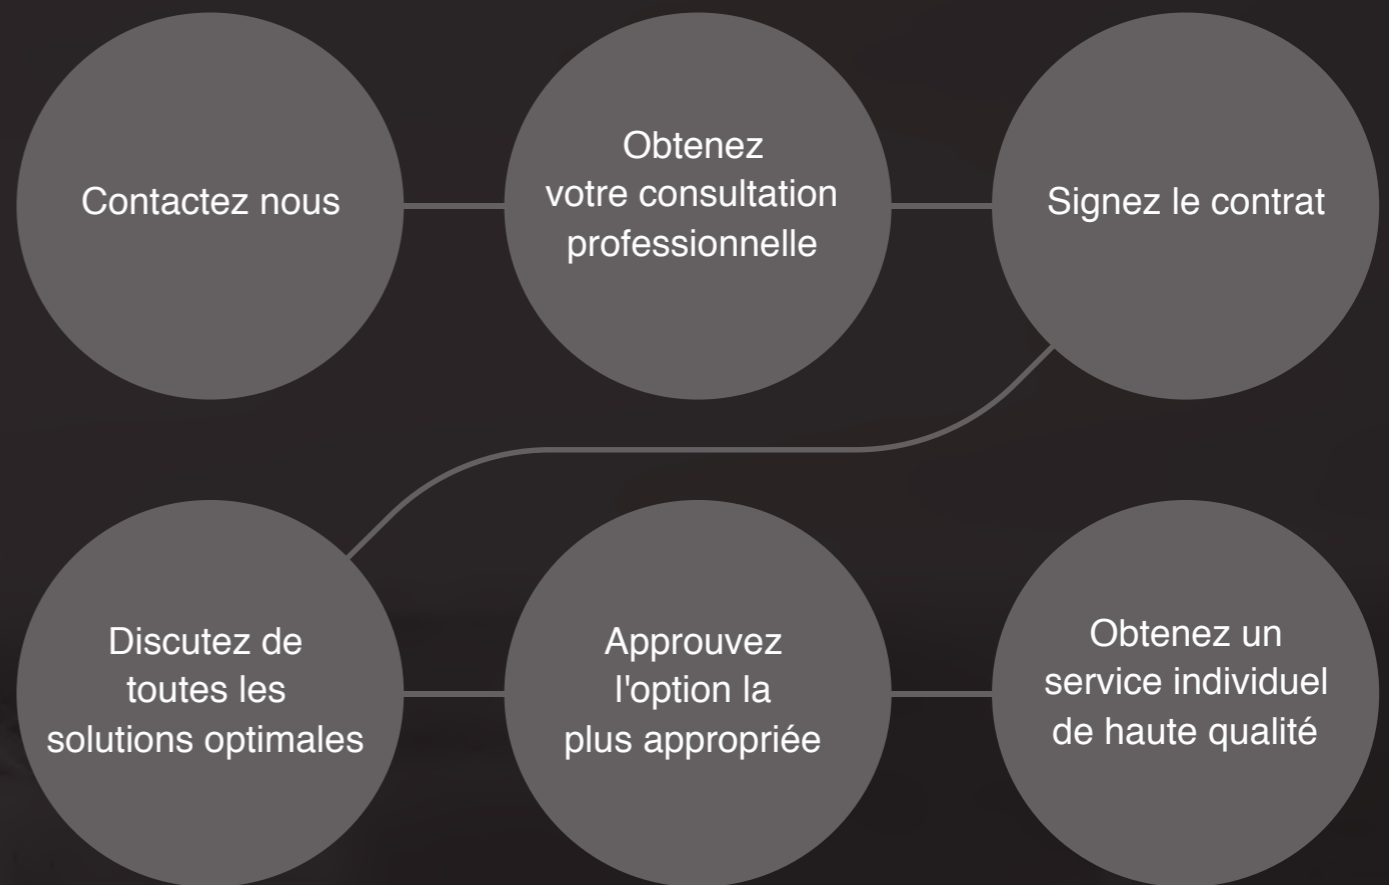 Contactez nous
Obtenez
votre consultation
professionnelle
Signez le contrat
Discutez de
toutes les
solutions optimales
Approuvez
l'option la
plus appropriée
Obtenez un
service individuel
de haute qualité